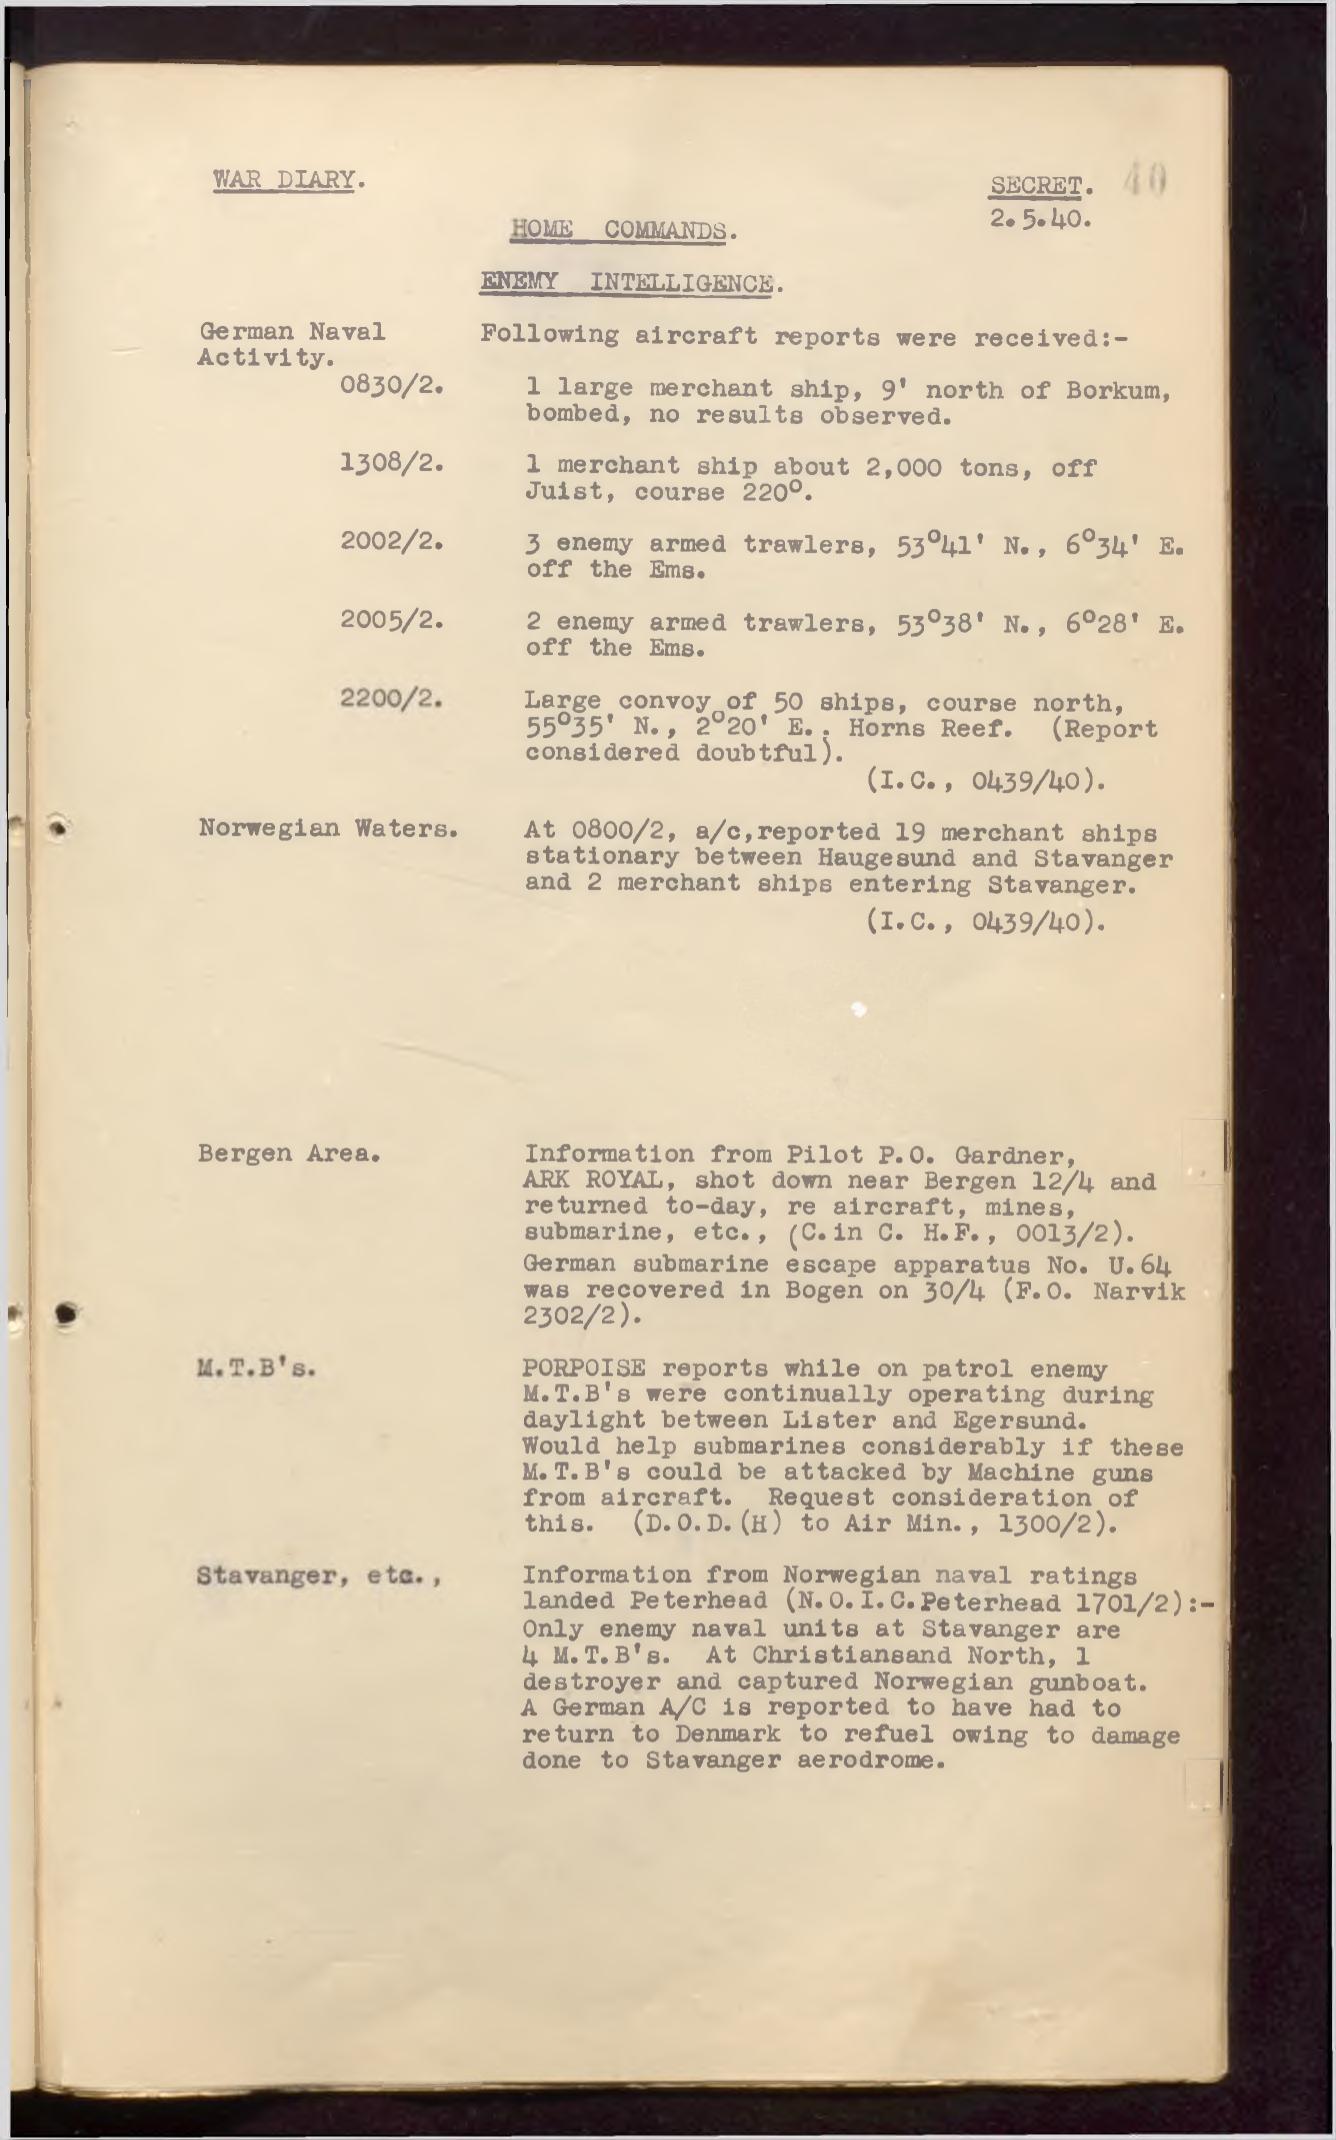 WAR DIARY.
SECRET. 40
2.5.40.
HOME COMMANDS.
ENEMY INTELLIGENCE.
German Naval
Activity.
Following aircraft reports were received:-
0830/2. 1 large merchant ship, 9' north of Borkum,
bombed, no results observed.
1308/2. 1 merchant ship about 2,000 tons, off
Juist, course 220°.
2002/2. 3 enemy armed trawlers, 53°41' N., 6°34' E.
off the Ems.
2005/2. 2 enemy armed trawlers, 53°38' N., 6°28' E.
off the Ems.
2200/2. Large convoy of 50 ships, course north,
55°35' N., 2°20' E.. Horns Reef. (Report
considered doubtful).
(I.C., 0439/40).
Norwegian Waters. At 0800/2, a/c,reported 19 merchant ships
stationary between Haugesund and Stavanger
and 2 merchant ships entering Stavanger.
(I.C., 0439/40).
Bergen Area. Information from Pilot P.O. Gardner,
ARK ROYAL, shot down near Bergen 12/4 and
returned to-day, re aircraft, mines,
submarine, etc., (C.in C. H.F., 0013/2).
German submarine escape apparatus No. U.64
was recovered in Bogen on 30/4 (F.O. Narvik
2302/2).
M.T.B's. PORPOISE reports while on patrol enemy
M.T.B's were continually operating during
daylight between Lister and Egersund.
Would help submarines considerably if these
M.T.B's could be attacked by Machine guns
from aircraft. Request consideration of
this. (D.O.D.(H) to Air Min., 1300/2).
Stavanger, etc., Information from Norwegian naval ratings
landed Peterhead (N.O.I.C.Peterhead 1701/2):-
Only enemy naval units at Stavanger are
4 M.T.B's. At Christiansand North, 1
destroyer and captured Norwegian gunboat.
A German A/C is reported to have had to
return to Denmark to refuel owing to damage
done to Stavanger aerodrome.